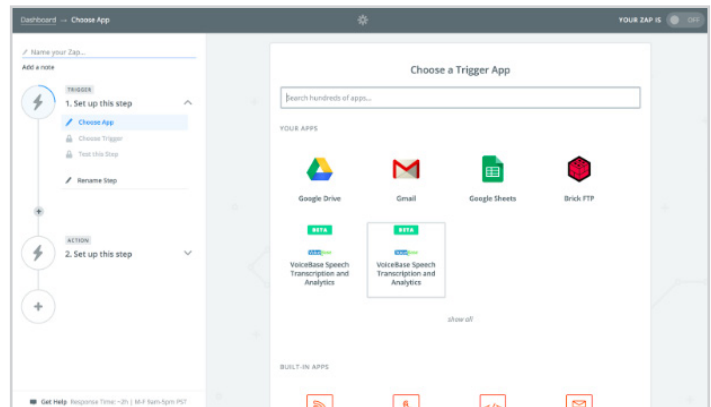 Dashboard → Choose App
YOUR ZAP IS OFF
Name your Zap...
Add a note
TRIGGER
1. Set up this step
Choose App
Choose Trigger
Test this Step
Rename Step
ACTION
2. Set up this step
Get Help Response Time: ~2h | M-F 9am-5pm PST
Choose a Trigger App
Search hundreds of apps...
YOUR APPS
Google Drive
Gmail
Google Sheets
Brick FTP
BETA
VoiceBase
VoiceBase Speech
Transcription and
Analytics
BETA
VoiceBase
VoiceBase Speech
Transcription and
Analytics
show all
BUILT-IN APPS